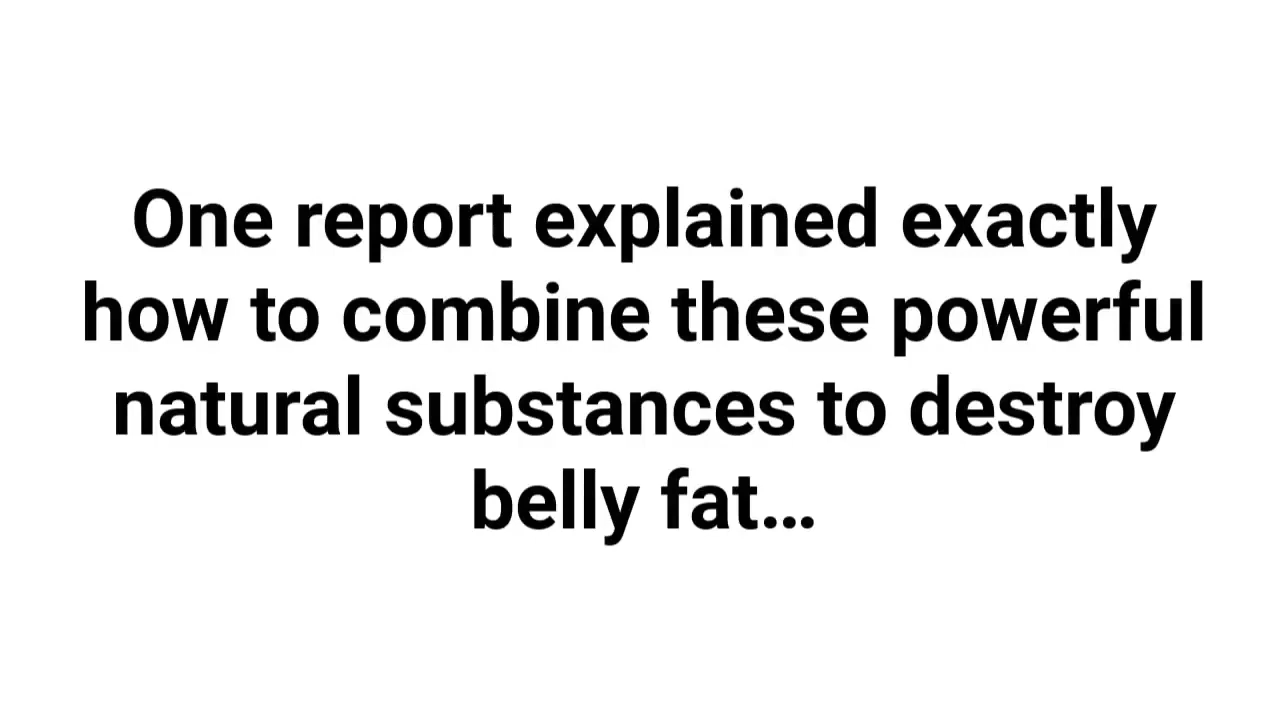 One report explained exactly
how to combine these powerful
natural substances to destroy
belly fat...